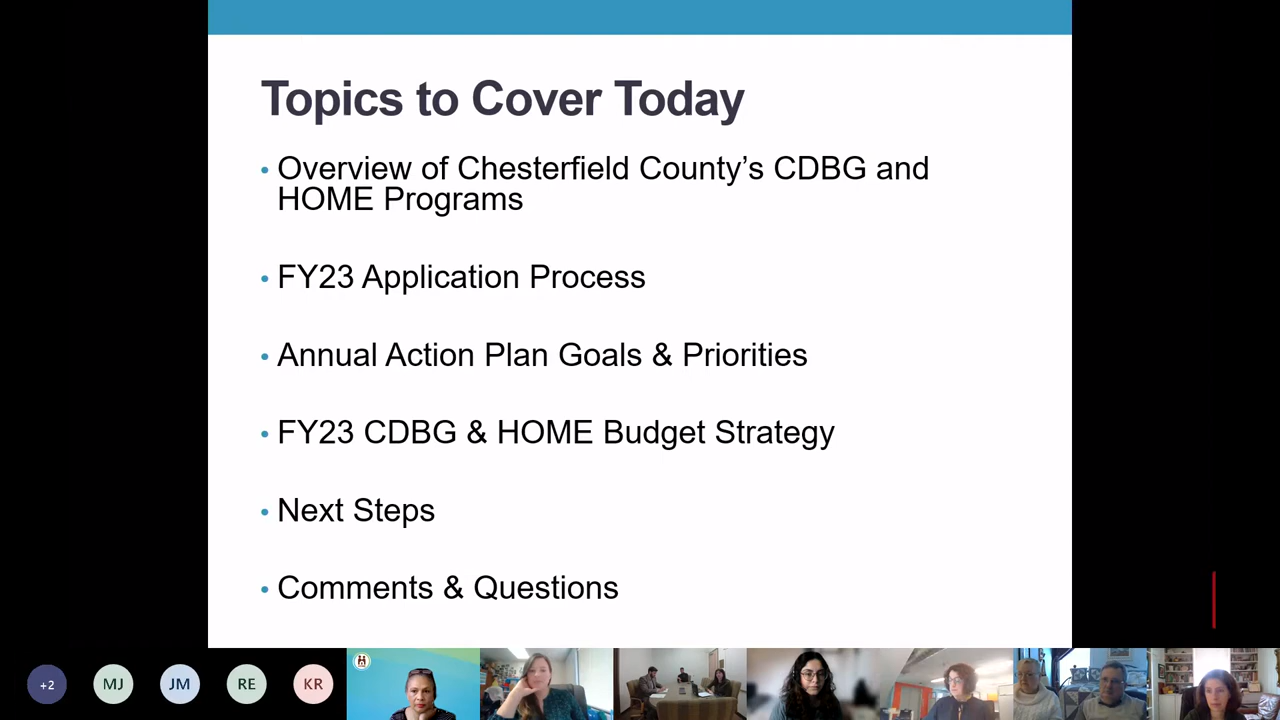 Topics to Cover Today
• Overview of Chesterfield County’s CDBG and
HOME Programs
• FY23 Application Process
• Annual Action Plan Goals & Priorities
• FY23 CDBG & HOME Budget Strategy
• Next Steps
• Comments & Questions
+2 MJ JM RE KR